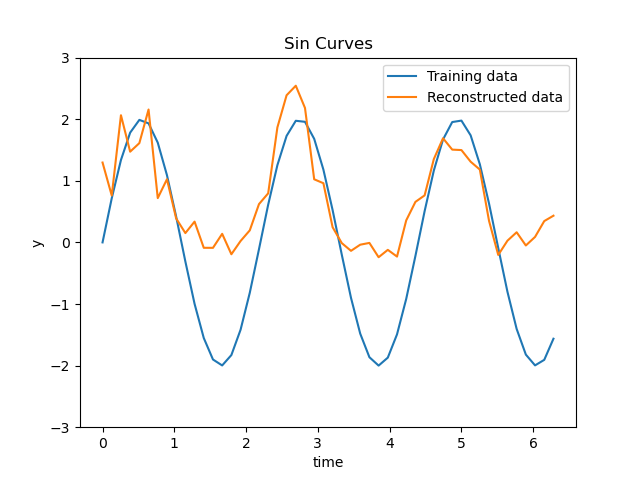 Sin Curves
Training data
Reconstructed data
3
2
1
0
−1
−2
−3
y
0 1 2 3 4 5 6
time